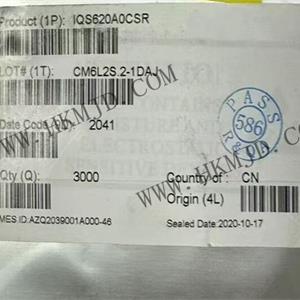 Product (1P): IQS620A0CSR
LOT# (1T): CM6L2S.2-1DAJ
Date Code 2041
Qty (Q): 3000
Country of : CN
Origin (4L)
MES ID: AZQ2039001A000-46
Sealed Date: 2020-10-17
PASS
586
WWW.HKMJD.COM
WWW.HKMJD.COM